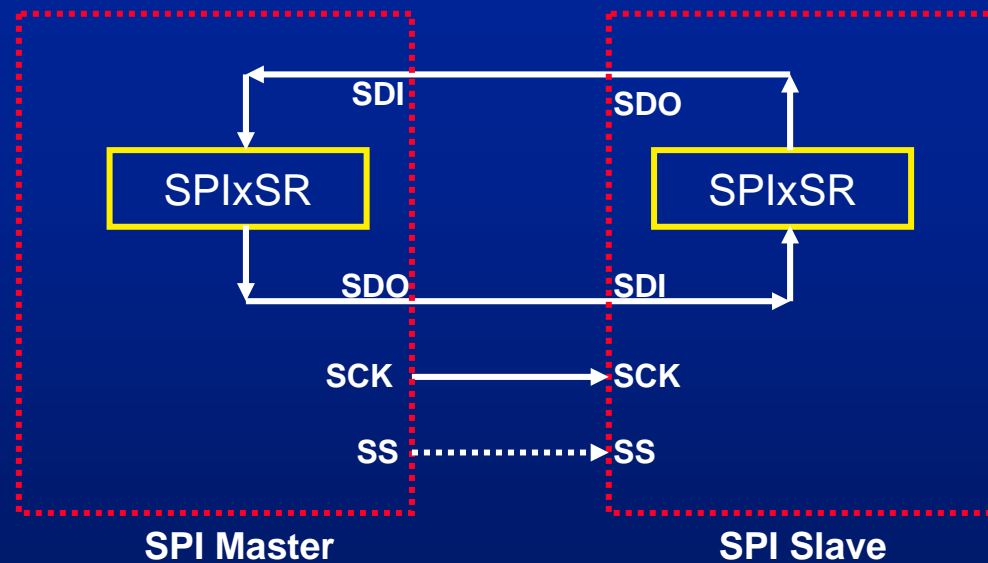 SDI
SDO
SPIxSR
SPIxSR
SDO
SDI
SCK
SCK
SS
SS
SPI Master
SPI Slave